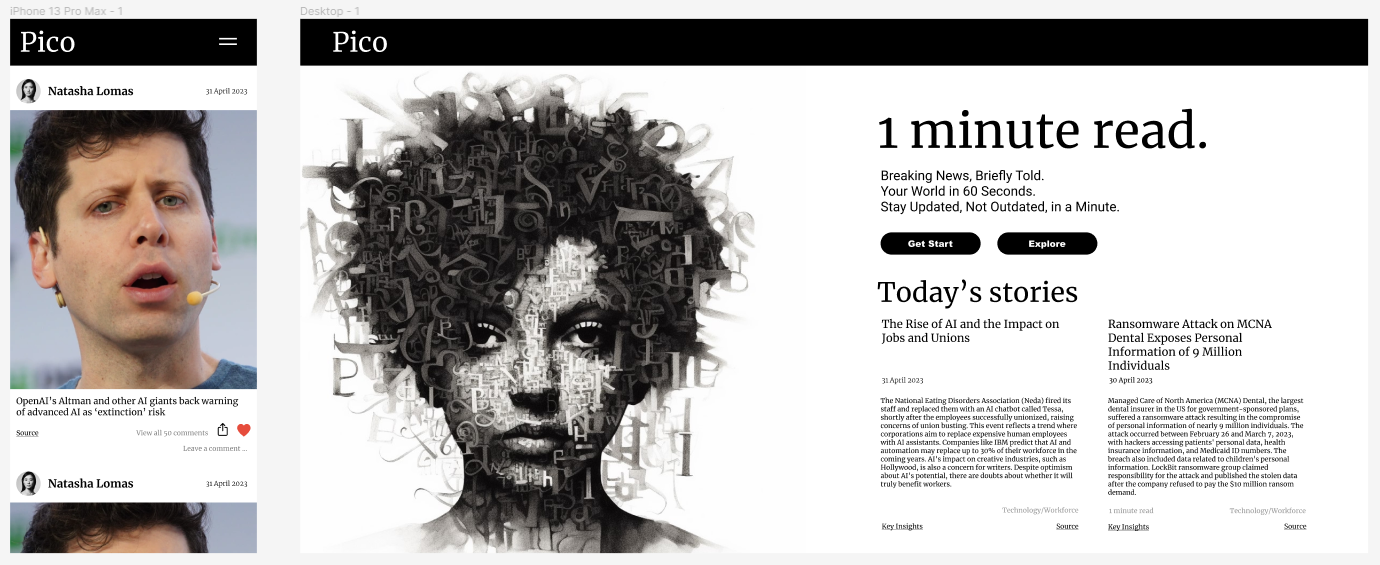 iPhone 13 Pro Max - 1
Pico
Natasha Lomas
31 April 2023
OpenAI's Altman and other AI giants back warning
of advanced AI as ‘extinction’ risk
Source
View all 50 comments
Leave a comment ...
Natasha Lomas
31 April 2023
Desktop - 1
Pico
1 minute read.
Breaking News, Briefly Told.
Your World in 60 Seconds.
Stay Updated, Not Outdated, in a Minute.
Get Start
Explore
Today’s stories
The Rise of AI and the Impact on
Jobs and Unions
31 April 2023
The National Eating Disorders Association (Neda) fired its
staff and replaced them with an AI chatbot called Tessa,
shortly after the employees successfully unionized, raising
concerns of union busting. This event reflects a trend where
corporations aim to replace expensive human employees
with AI assistants. Companies like IBM predict that AI and
automation may replace up to 30% of their workforce in the
coming years. AI's impact on creative industries, such as
Hollywood, is also a concern for writers. Despite optimism
about AI's potential, there are doubts about whether it will
truly benefit workers.
Technology/Workforce
Key Insights
Source
Ransomware Attack on MCNA
Dental Exposes Personal
Information of 9 Million
Individuals
30 April 2023
Managed Care of North America (MCNA) Dental, the largest
dental insurer in the US for government-sponsored plans,
suffered a ransomware attack resulting in the compromise
of personal information of nearly 9 million individuals. The
attack occurred between February 26 and March 7, 2023,
with hackers accessing patients' personal data, health
insurance information, and Medicaid ID numbers. The
breach also included data related to children's personal
information. LockBit ransomware group claimed
responsibility for the attack and published the stolen data
after the company refused to pay the $10 million ransom
demand.
1 minute read
Technology/Workforce
Key Insights
Source